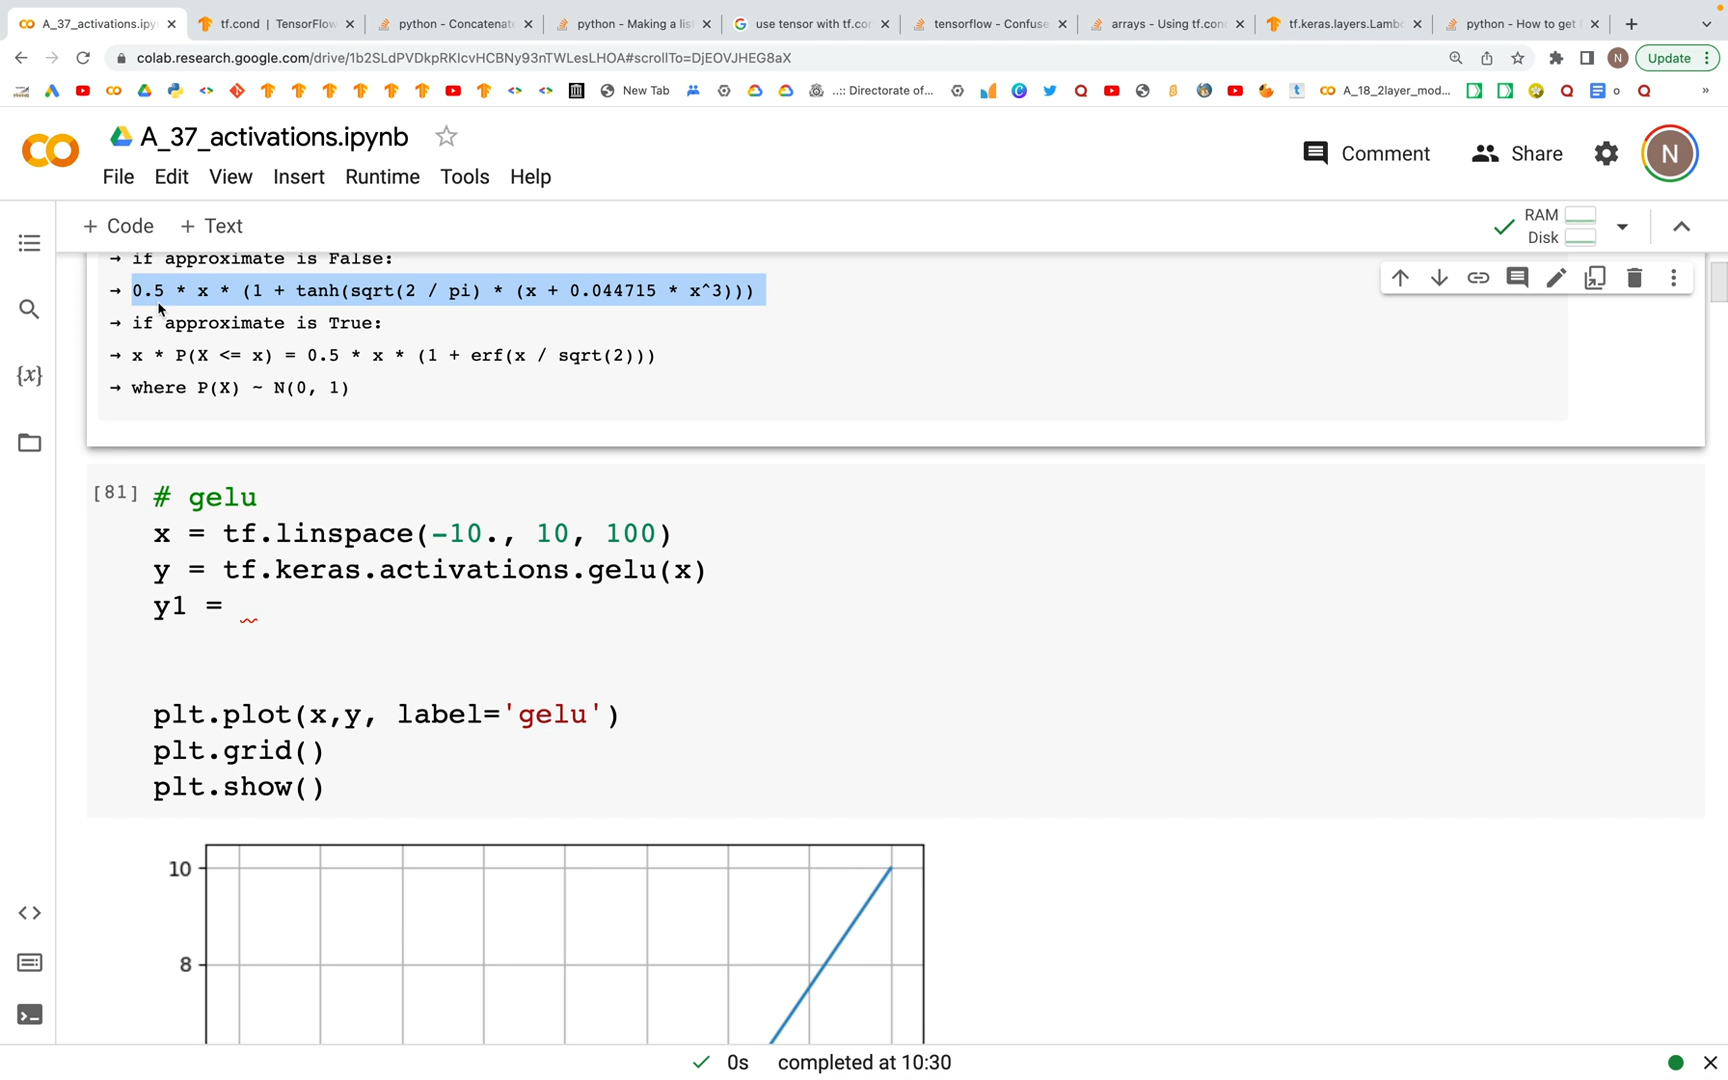 A_37_activations.ipyn
tf.cond | TensorFlow
python - Concatenate
python - Making a lis
use tensor with tf.co
tensorflow - Confuse
arrays - Using tf.con
tf.keras.layers.Lamb
python - How to get
colab.research.google.com/drive/1b2SLdPVDkpRKIcvHCBNy93nTWLesLHOA#scrollTo=DjEOVJHEG8aX
N
Update
New Tab
..:: Directorate of...
A_18_2layer_mod...
o
»
A_37_activations.ipynb
Comment
Share
N
File Edit View Insert Runtime Tools Help
+ Code + Text
RAM
Disk
→ if approximate is False:
→ 0.5 * x * (1 + tanh(sqrt(2 / pi) * (x + 0.044715 * x^3)))
→ if approximate is True:
→ x * P(X <= x) = 0.5 * x * (1 + erf(x / sqrt(2)))
→ where P(X) ~ N(0, 1)
{x}
[81] # gelu
x = tf.linspace(-10., 10, 100)
y = tf.keras.activations.gelu(x)
y1 =
plt.plot(x,y, label='gelu')
plt.grid()
plt.show()
10
8
0s completed at 10:30